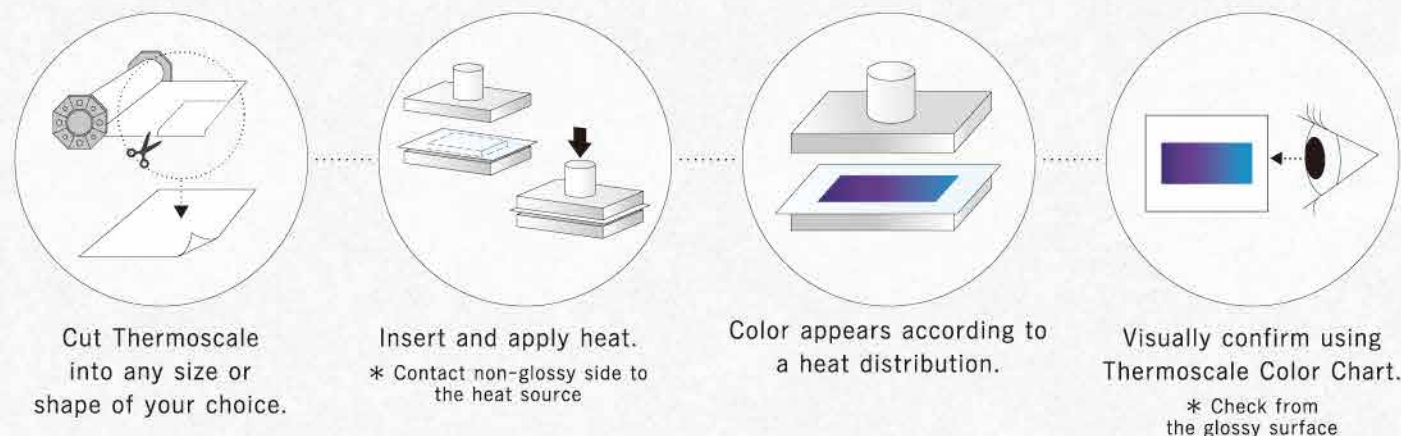 Cut Thermoscale
into any size or
shape of your choice.
Insert and apply heat.
* Contact non-glossy side to
the heat source
Color appears according to
a heat distribution.
Visually confirm using
Thermoscale Color Chart.
* Check from
the glossy surface